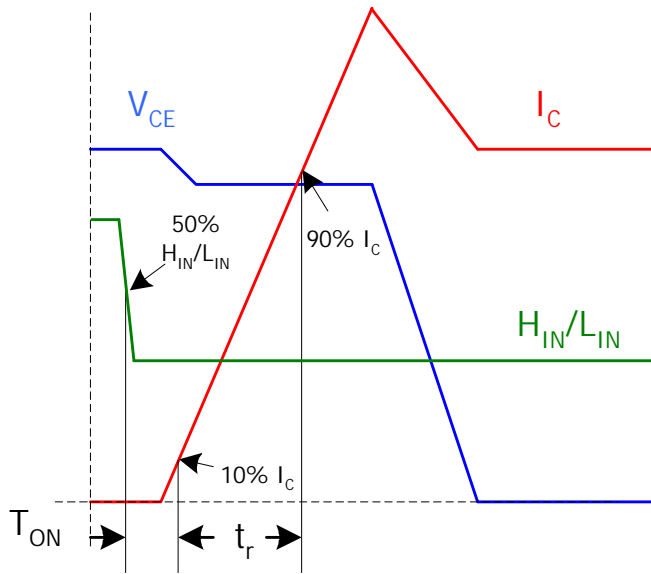 V_CE
I_C
50%
H_IN/L_IN
90% I_C
H_IN/L_IN
10% I_C
T_ON
t_r